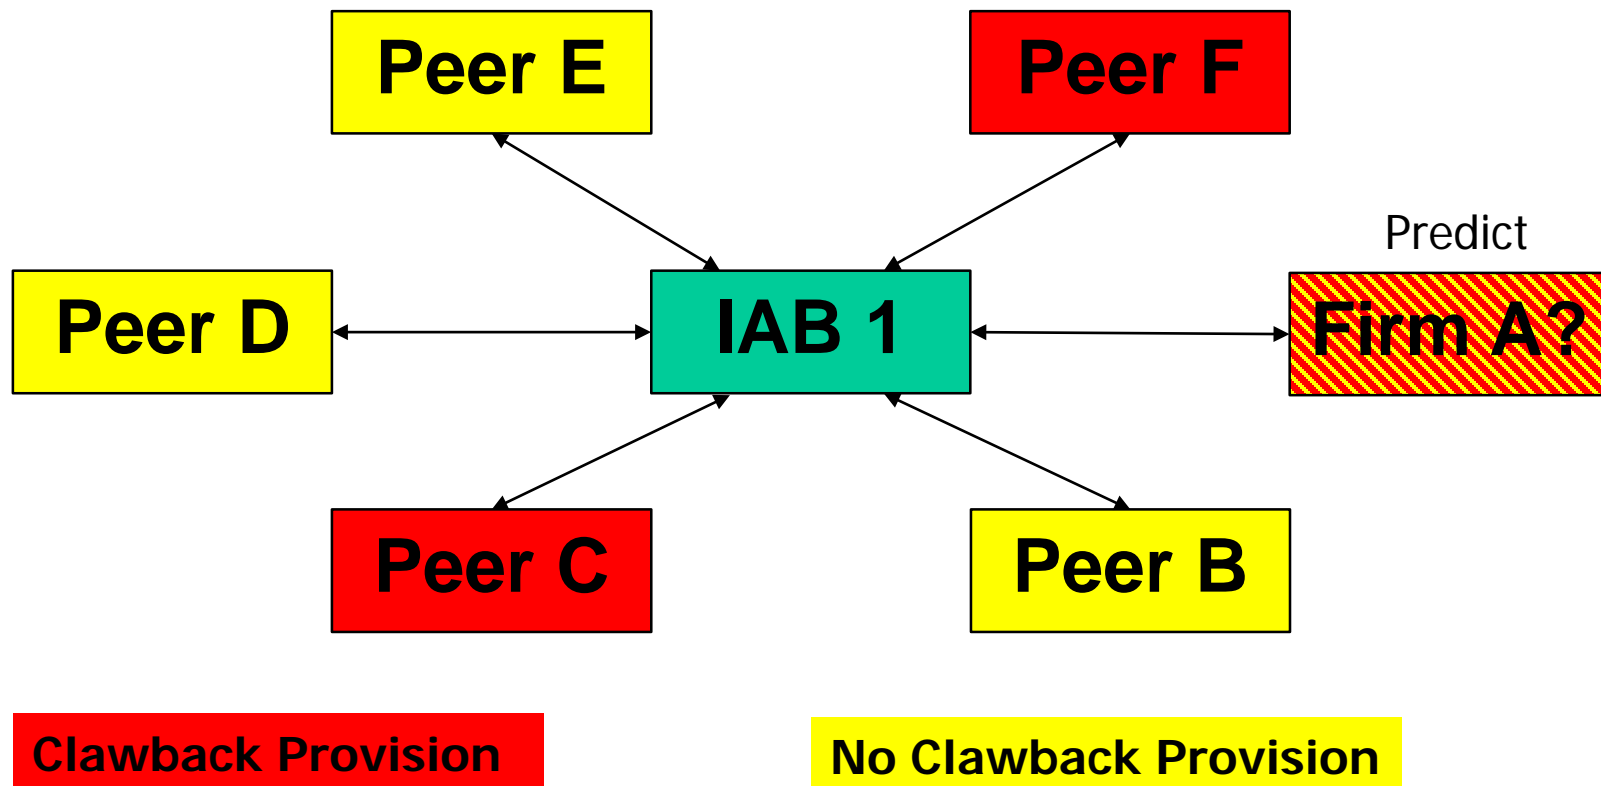 Peer E
Peer F
Predict
Peer D
IAB 1
Firm A?
Peer C
Peer B
Clawback Provision
No Clawback Provision